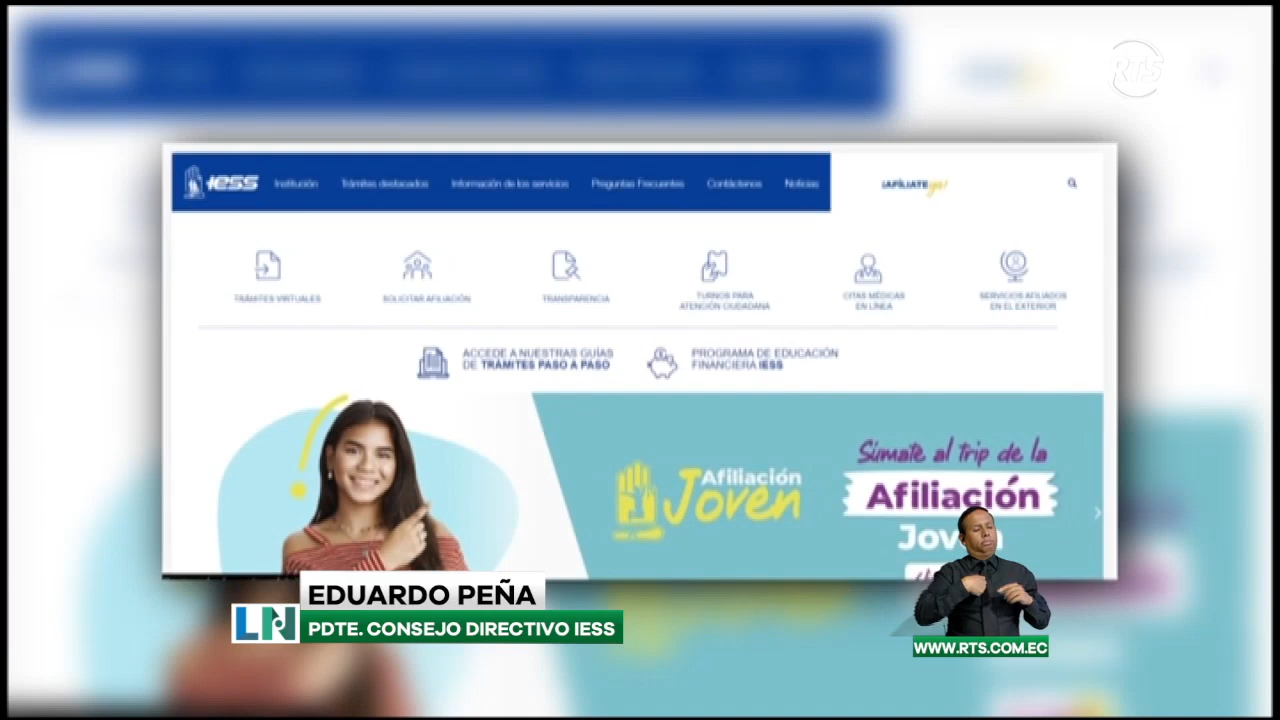 RTS
IESS Institución Trámites destacados Información de los servicios Preguntas Frecuentes Contáctenos Noticias ¡AFÍLIATE ya!
TRÁMITES VIRTUALES
SOLICITAR AFILIACIÓN
TRANSPARENCIA
TURNOS PARA
ATENCIÓN CIUDADANA
CITAS MÉDICAS
EN LÍNEA
SERVICIOS AFILIADOS
EN EL EXTERIOR
ACCEDE A NUESTRAS GUÍAS
DE TRÁMITES PASO A PASO
PROGRAMA DE EDUCACIÓN
FINANCIERA IESS
Afiliación
Joven
Súmate al trip de la
Afiliación
Joven
EDUARDO PEÑA
LN
PDTE. CONSEJO DIRECTIVO IESS
WWW.RTS.COM.EC